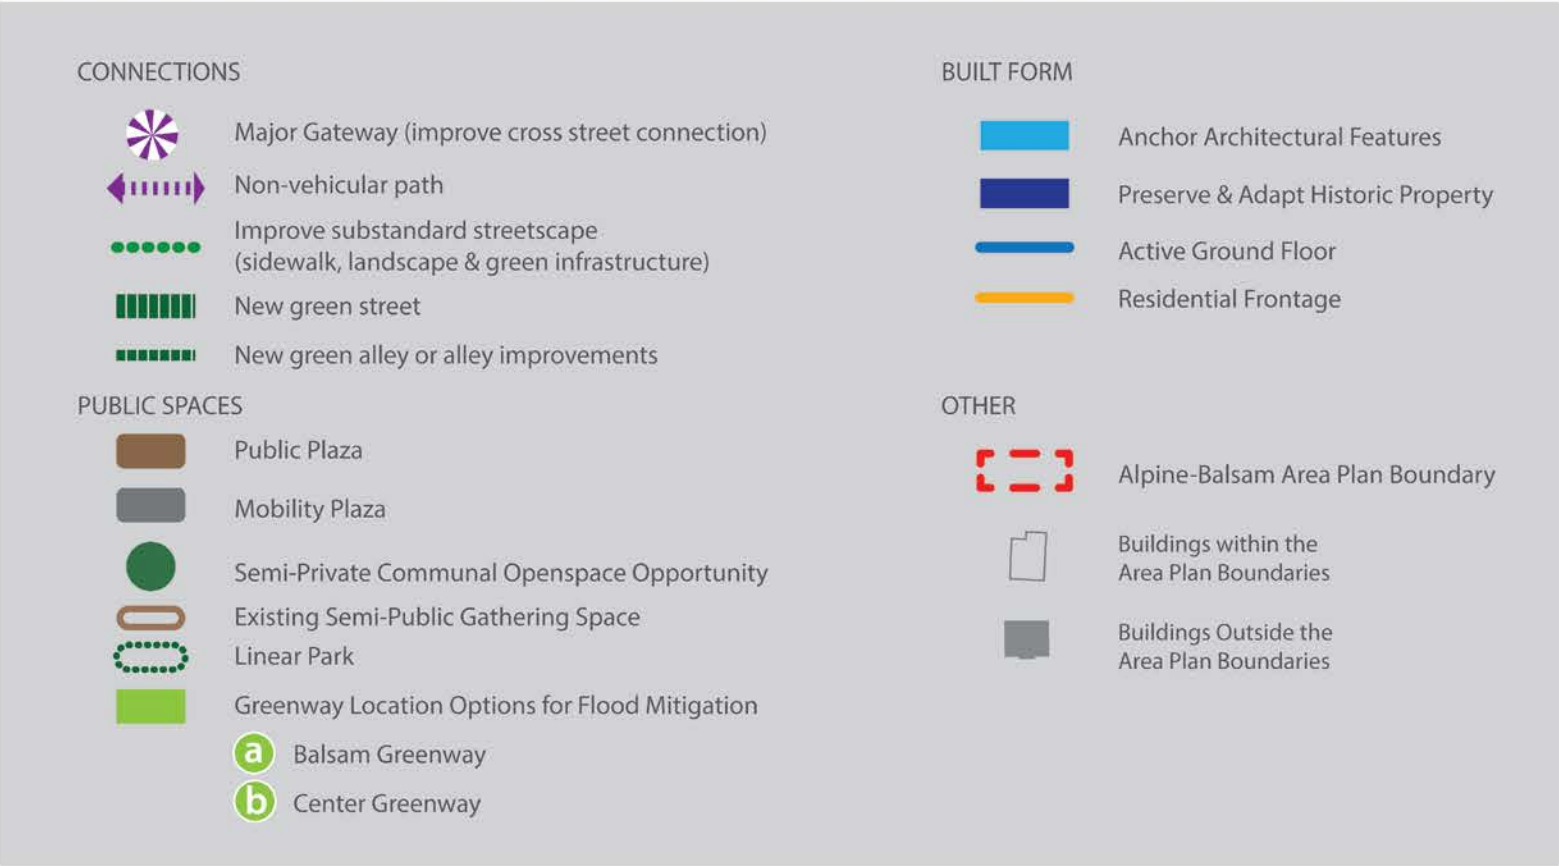 CONNECTIONS
Major Gateway (improve cross street connection)
Non-vehicular path
Improve substandard streetscape
(sidewalk, landscape & green infrastructure)
New green street
New green alley or alley improvements
PUBLIC SPACES
Public Plaza
Mobility Plaza
Semi-Private Communal Openspace Opportunity
Existing Semi-Public Gathering Space
Linear Park
Greenway Location Options for Flood Mitigation
a Balsam Greenway
b Center Greenway
BUILT FORM
Anchor Architectural Features
Preserve & Adapt Historic Property
Active Ground Floor
Residential Frontage
OTHER
Alpine-Balsam Area Plan Boundary
Buildings within the
Area Plan Boundaries
Buildings Outside the
Area Plan Boundaries